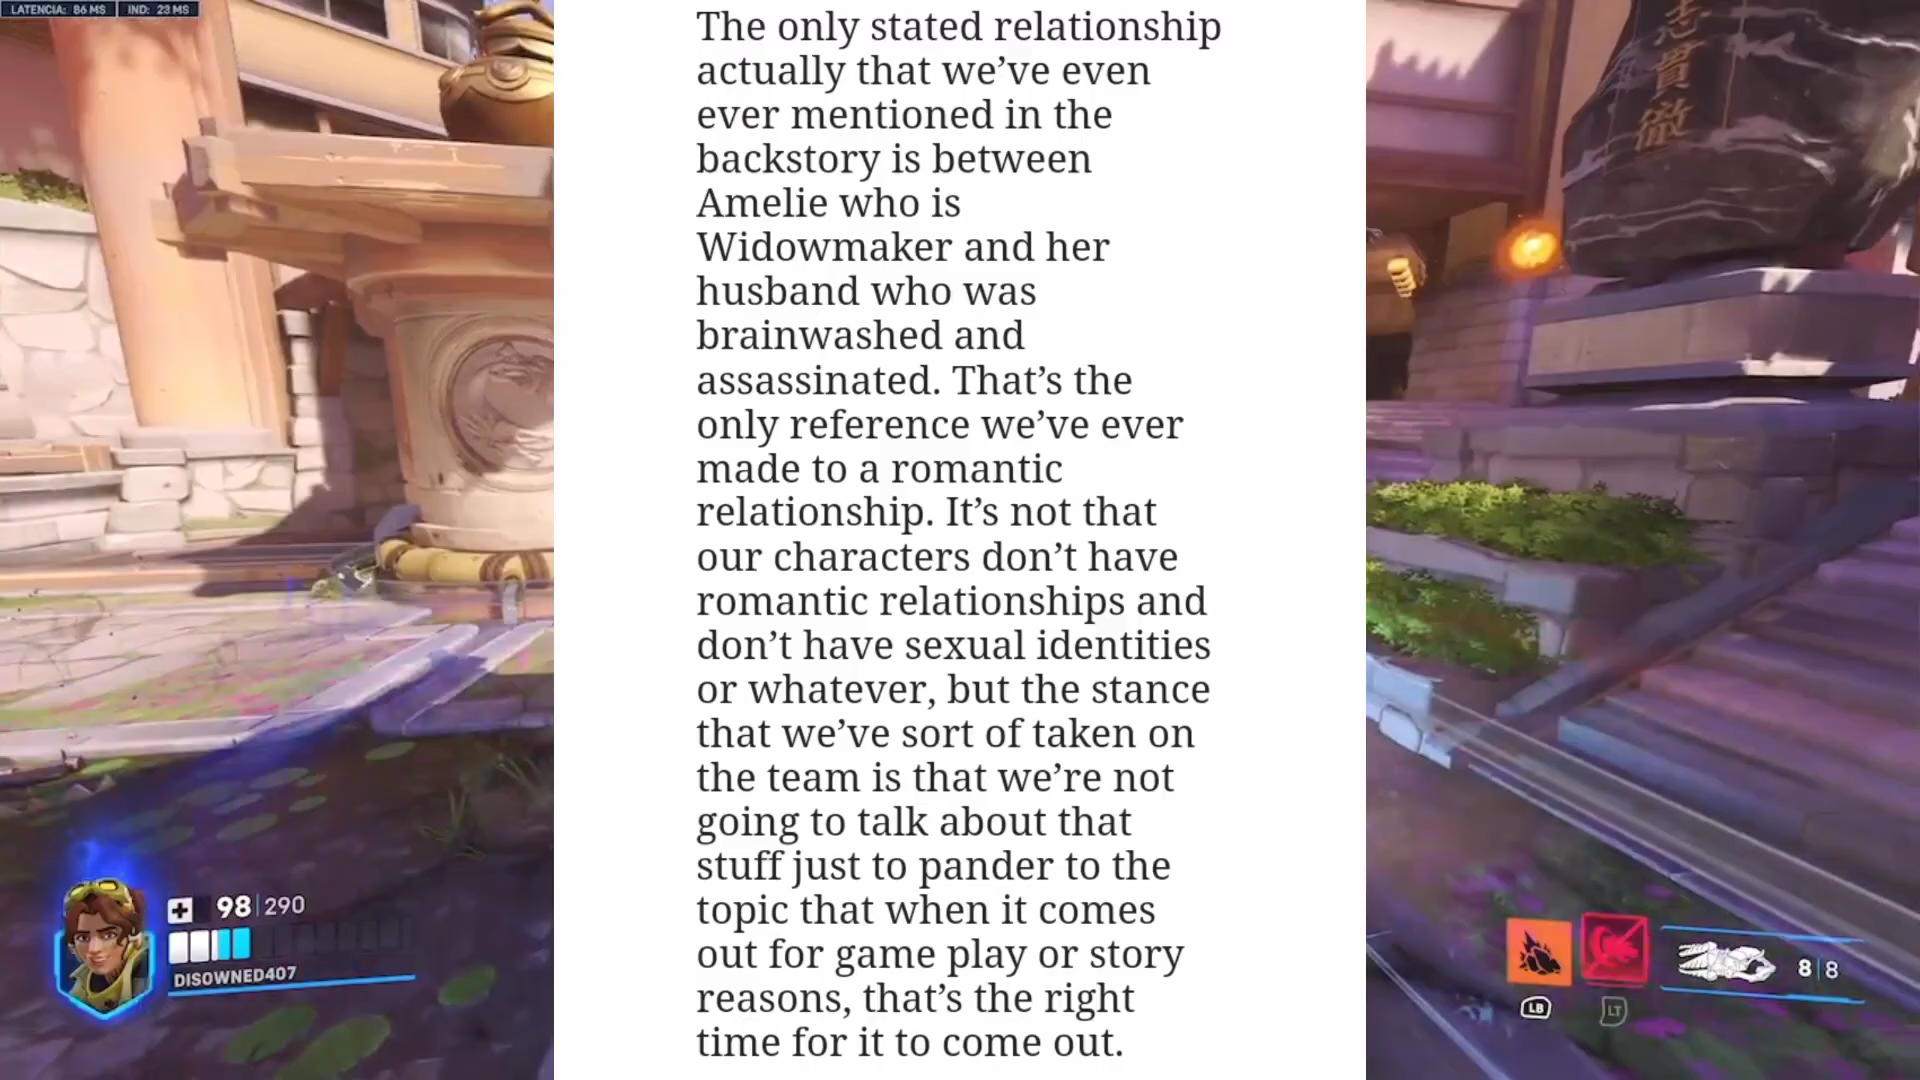 LATENCIA: 86 MS
IND: 23 MS
The only stated relationship
actually that we’ve even
ever mentioned in the
backstory is between
Amelie who is
Widowmaker and her
husband who was
brainwashed and
assassinated. That’s the
only reference we’ve ever
made to a romantic
relationship. It’s not that
our characters don’t have
romantic relationships and
don’t have sexual identities
or whatever, but the stance
that we’ve sort of taken on
the team is that we’re not
going to talk about that
stuff just to pander to the
topic that when it comes
out for game play or story
reasons, that’s the right
time for it to come out.
志貫徹
98|290
DISOWNED407
8|8
LB
LT